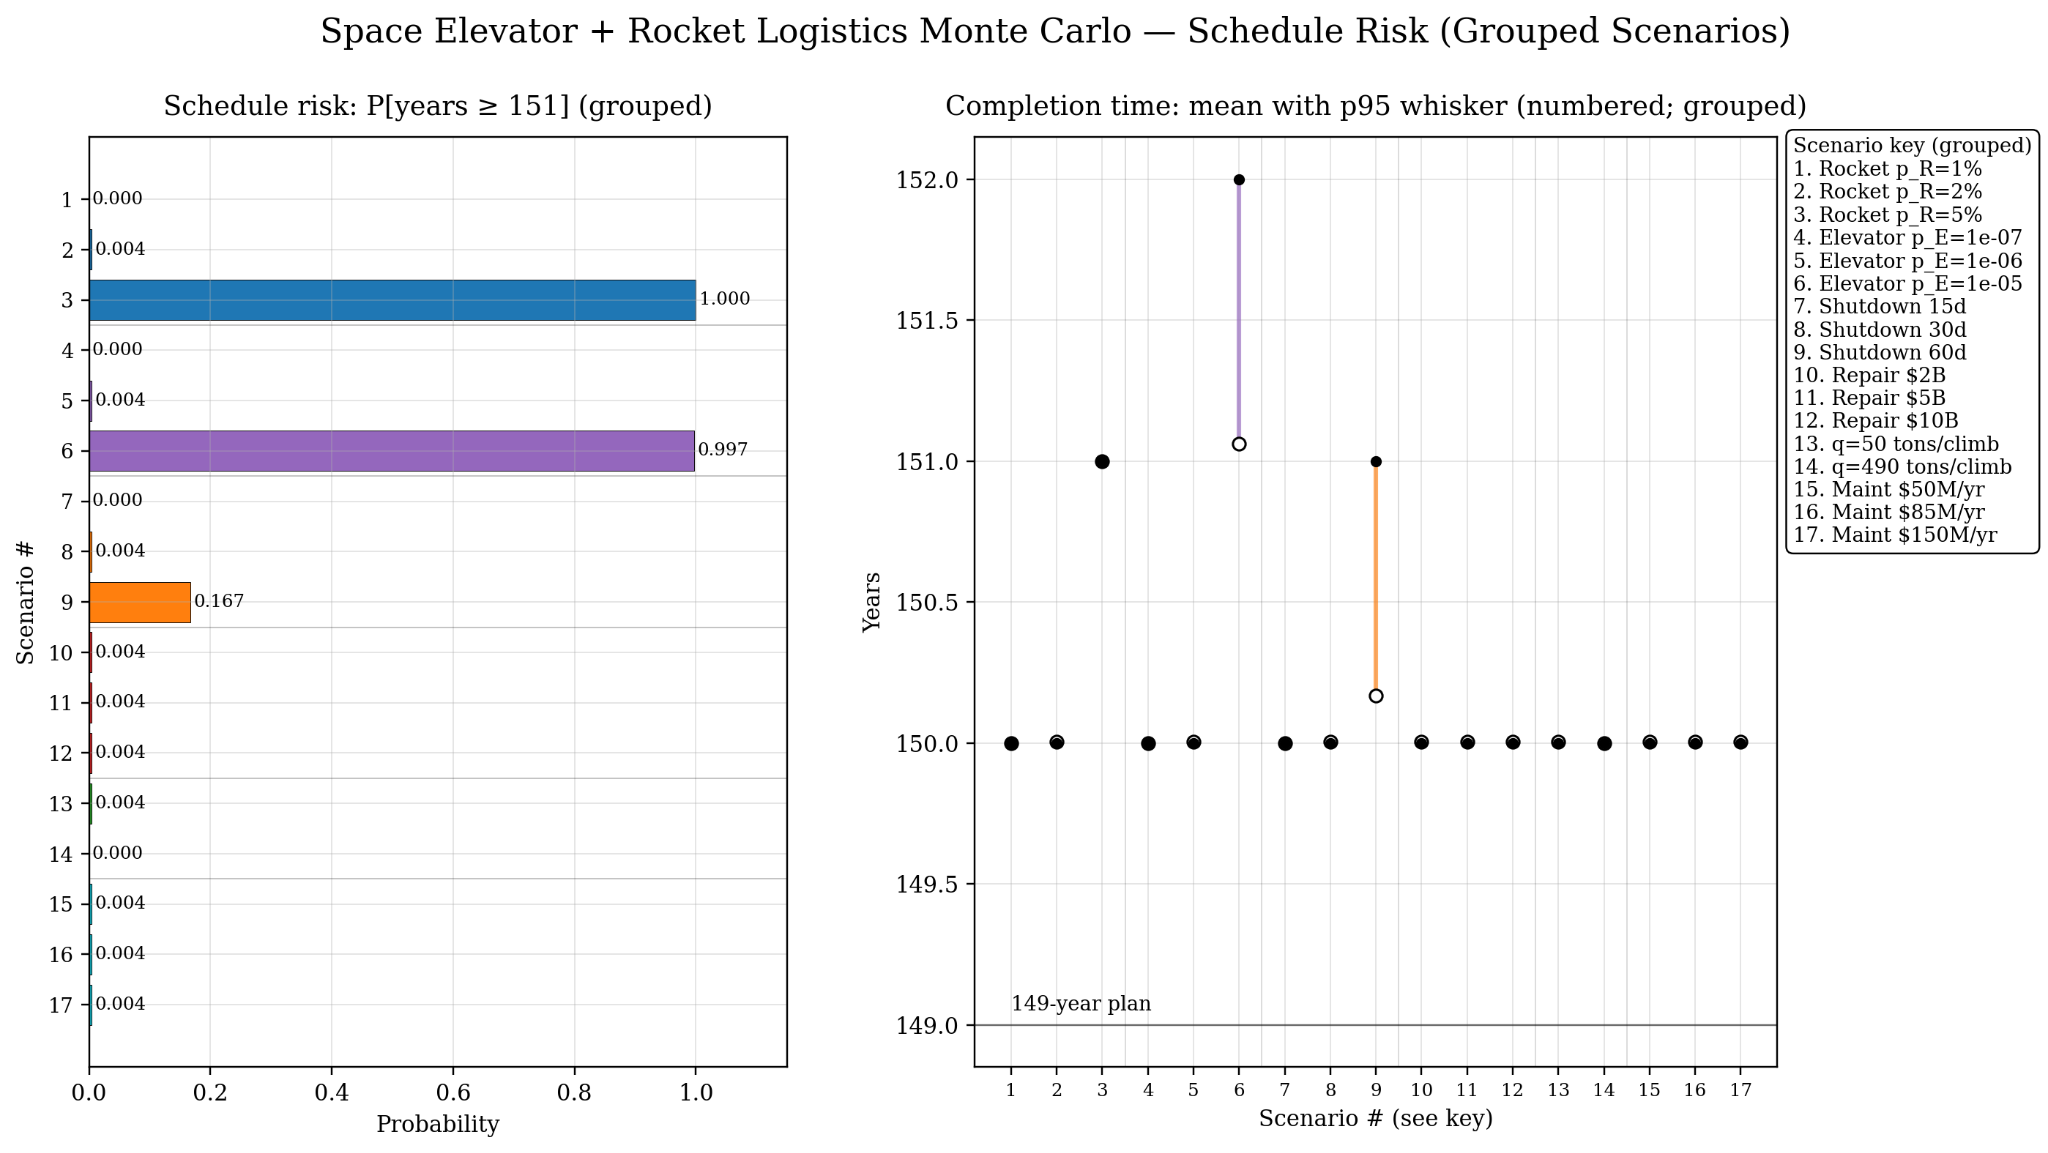 Space Elevator + Rocket Logistics Monte Carlo — Schedule Risk (Grouped Scenarios)
Schedule risk: P[years ≥ 151] (grouped)
Scenario #
1
2
3
4
5
6
7
8
9
10
11
12
13
14
15
16
17
0.000
0.004
1.000
0.000
0.004
0.997
0.000
0.004
0.167
0.004
0.004
0.004
0.004
0.000
0.004
0.004
0.004
0.0 0.2 0.4 0.6 0.8 1.0
Probability
Completion time: mean with p95 whisker (numbered; grouped)
Years
152.0
151.5
151.0
150.5
150.0
149.5
149.0
149-year plan
1 2 3 4 5 6 7 8 9 10 11 12 13 14 15 16 17
Scenario # (see key)
Scenario key (grouped)
1. Rocket p_R=1%
2. Rocket p_R=2%
3. Rocket p_R=5%
4. Elevator p_E=1e-07
5. Elevator p_E=1e-06
6. Elevator p_E=1e-05
7. Shutdown 15d
8. Shutdown 30d
9. Shutdown 60d
10. Repair $2B
11. Repair $5B
12. Repair $10B
13. q=50 tons/climb
14. q=490 tons/climb
15. Maint $50M/yr
16. Maint $85M/yr
17. Maint $150M/yr